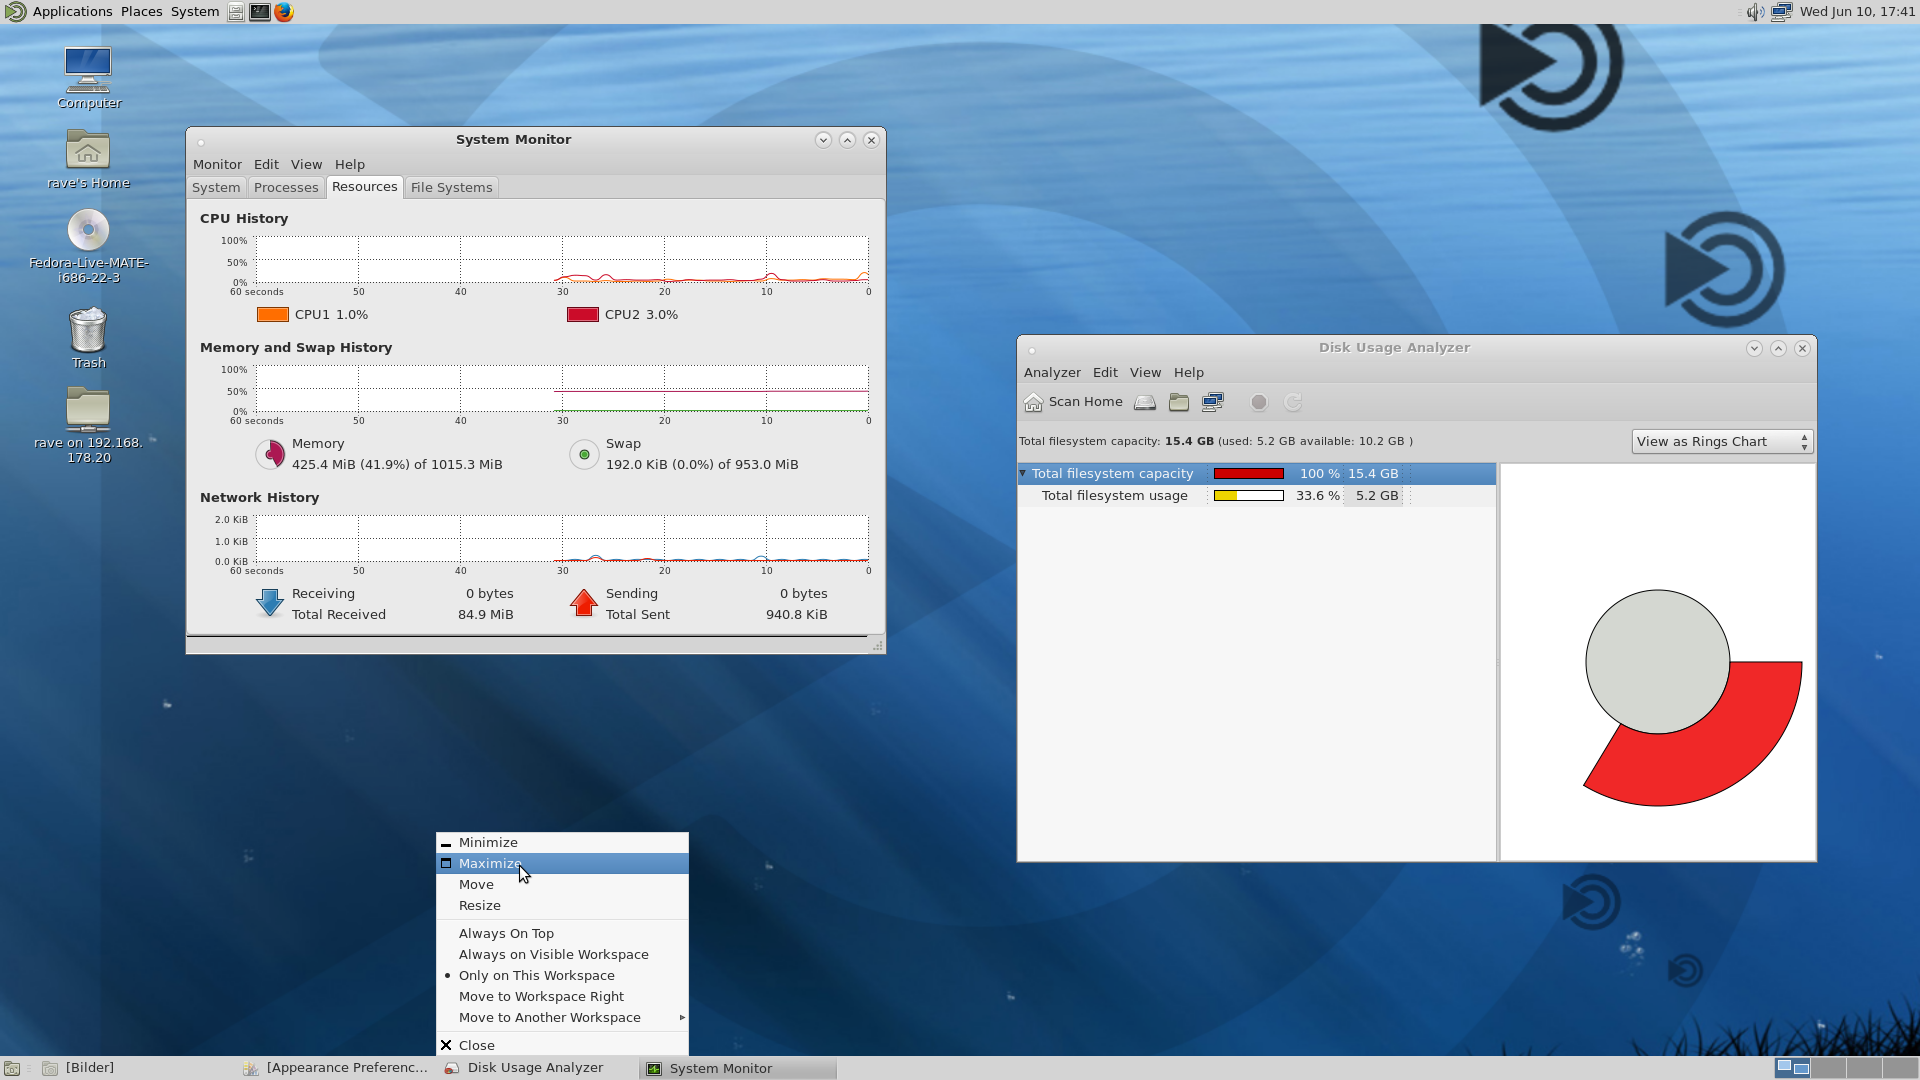 Applications Places System
Wed Jun 10, 17:41
Computer
rave's Home
Fedora-Live-MATE-
i686-22-3
Trash
rave on 192.168.
178.20
System Monitor
Monitor Edit View Help
System Processes Resources File Systems
CPU History
100%
50%
0%
60 seconds 50 40 30 20 10 0
CPU1 1.0% CPU2 3.0%
Memory and Swap History
100%
50%
0%
60 seconds 50 40 30 20 10 0
Memory
425.4 MiB (41.9%) of 1015.3 MiB
Swap
192.0 KiB (0.0%) of 953.0 MiB
Network History
2.0 KiB
1.0 KiB
0.0 KiB
60 seconds 50 40 30 20 10 0
Receiving 0 bytes
Total Received 84.9 MiB
Sending 0 bytes
Total Sent 940.8 KiB
Disk Usage Analyzer
Analyzer Edit View Help
Scan Home
Total filesystem capacity: 15.4 GB (used: 5.2 GB available: 10.2 GB )
View as Rings Chart
Total filesystem capacity 100 % 15.4 GB
Total filesystem usage 33.6 % 5.2 GB
Minimize
Maximize
Move
Resize
Always On Top
Always on Visible Workspace
Only on This Workspace
Move to Workspace Right
Move to Another Workspace
Close
[Bilder]
[Appearance Preferenc...
Disk Usage Analyzer
System Monitor